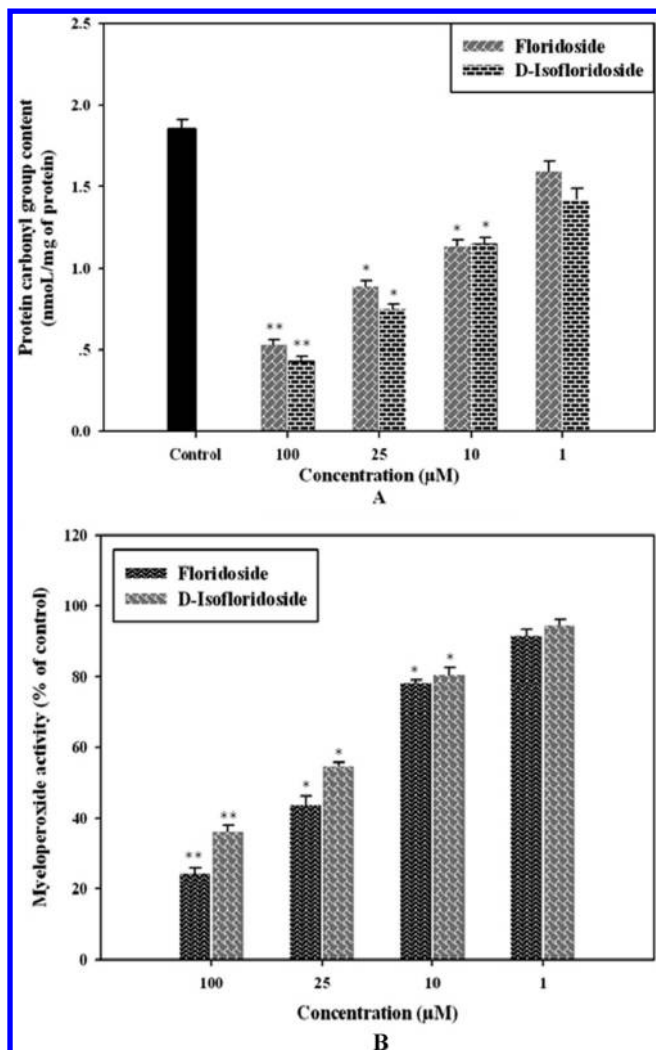 2.5
Floridoside
D-Isofloridoside
2.0
Protein carbonyl group content
(nmoL/mg of protein)
1.5
1.0
.5
0.0
** ** * * * *
Control 100 25 10 1
Concentration (µM)
A
120
Floridoside
D-Isofloridoside
100
Myeloperoxide activity (% of control)
80
60
40
20
0
** ** * * * *
100 25 10 1
Concentration (µM)
B